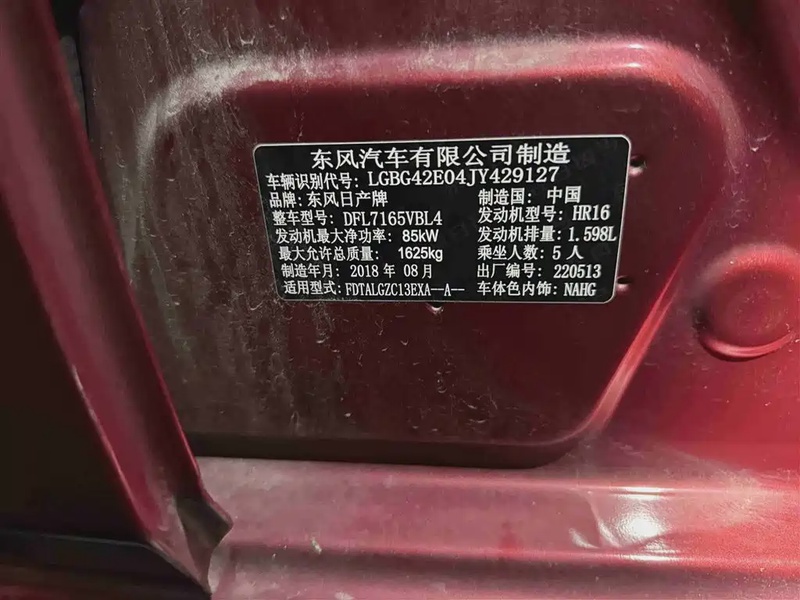 东风汽车有限公司制造
车辆识别代号: LGBG42E04JY429127
品牌: 东风日产牌 制造国: 中国
整车型号: DFL7165VBL4 发动机型号: HR16
发动机最大净功率: 85kW 发动机排量: 1.598L
最大允许总质量: 1625kg 乘坐人数: 5人
制造年月: 2018 年 08 月 出厂编号: 220513
适用型式: FDTALGZC13EXA--A-- 车体色内饰: NAHG